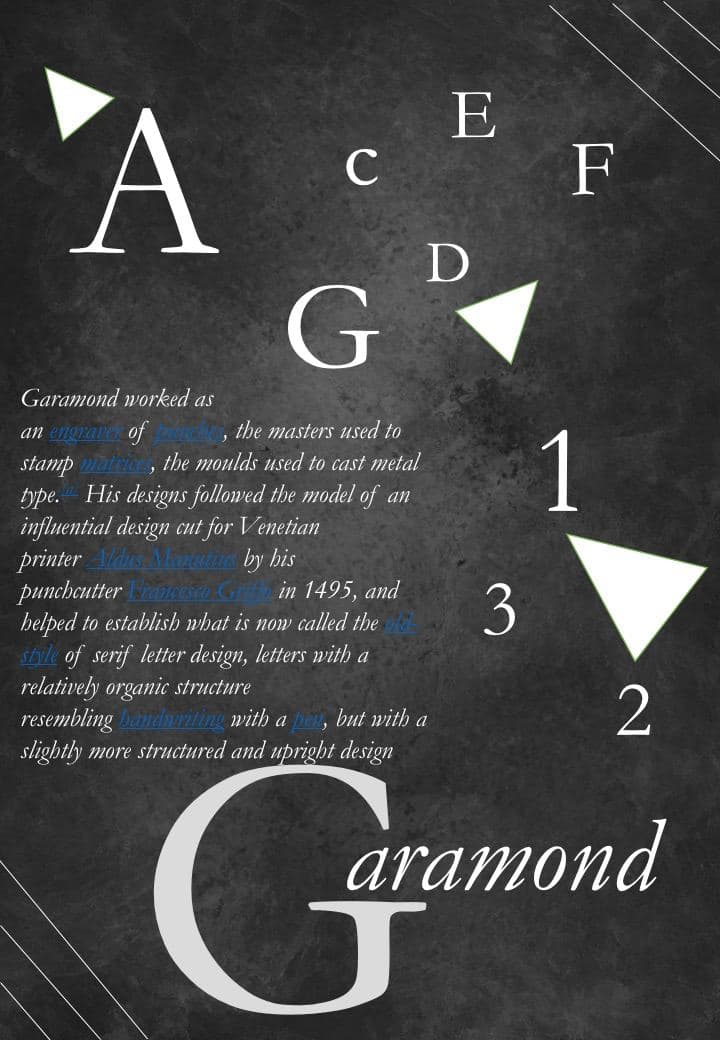 A
E
c
F
D
G
Garamond worked as
an engraver of punches, the masters used to
stamp matrices, the moulds used to cast metal
type.[a] His designs followed the model of an
influential design cut for Venetian
printer Aldus Manutius by his
punchcutter Francesco Griffo in 1495, and
helped to establish what is now called the old-
style of serif letter design, letters with a
relatively organic structure
resembling handwriting with a pen, but with a
slightly more structured and upright design
1
3
2
Garamond